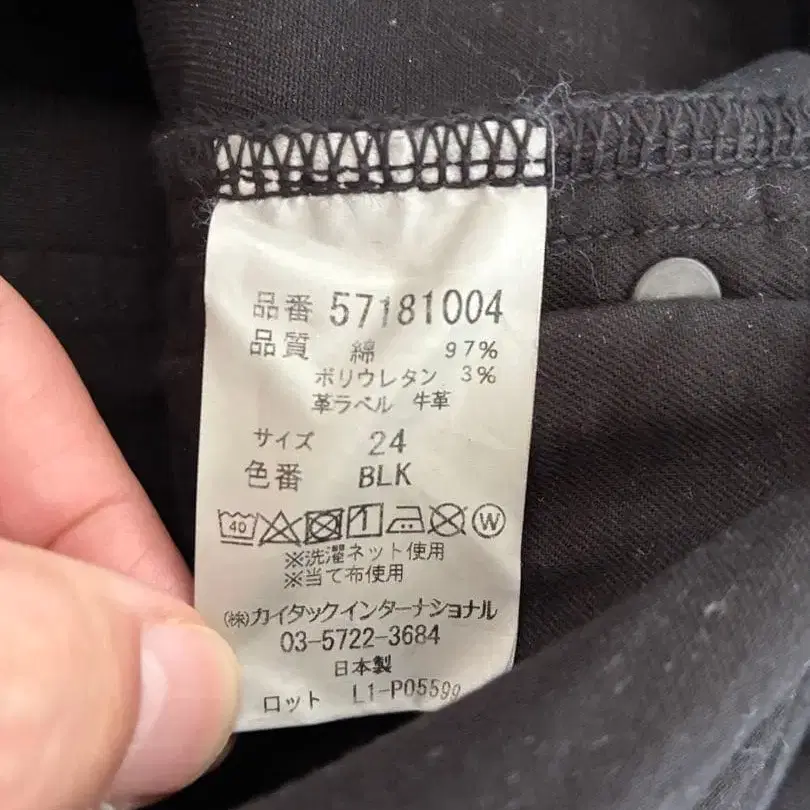 品番 57181004
品質 綿 97%
ポリウレタン 3%
革ラベル 牛革
サイズ 24
色番 BLK
40 W
※洗濯ネット使用
※当て布使用
㈱カイタックインターナショナル
03-5722-3684
日本製
ロット L1-P05599